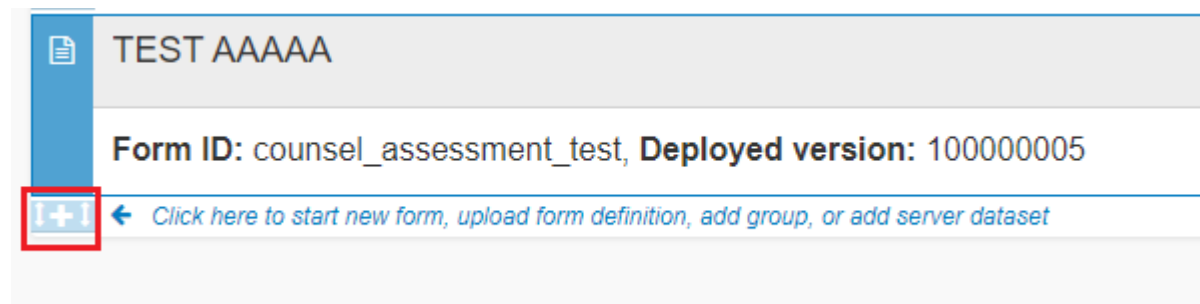 TEST AAAAA
Form ID: counsel_assessment_test, Deployed version: 100000005
Click here to start new form, upload form definition, add group, or add server dataset